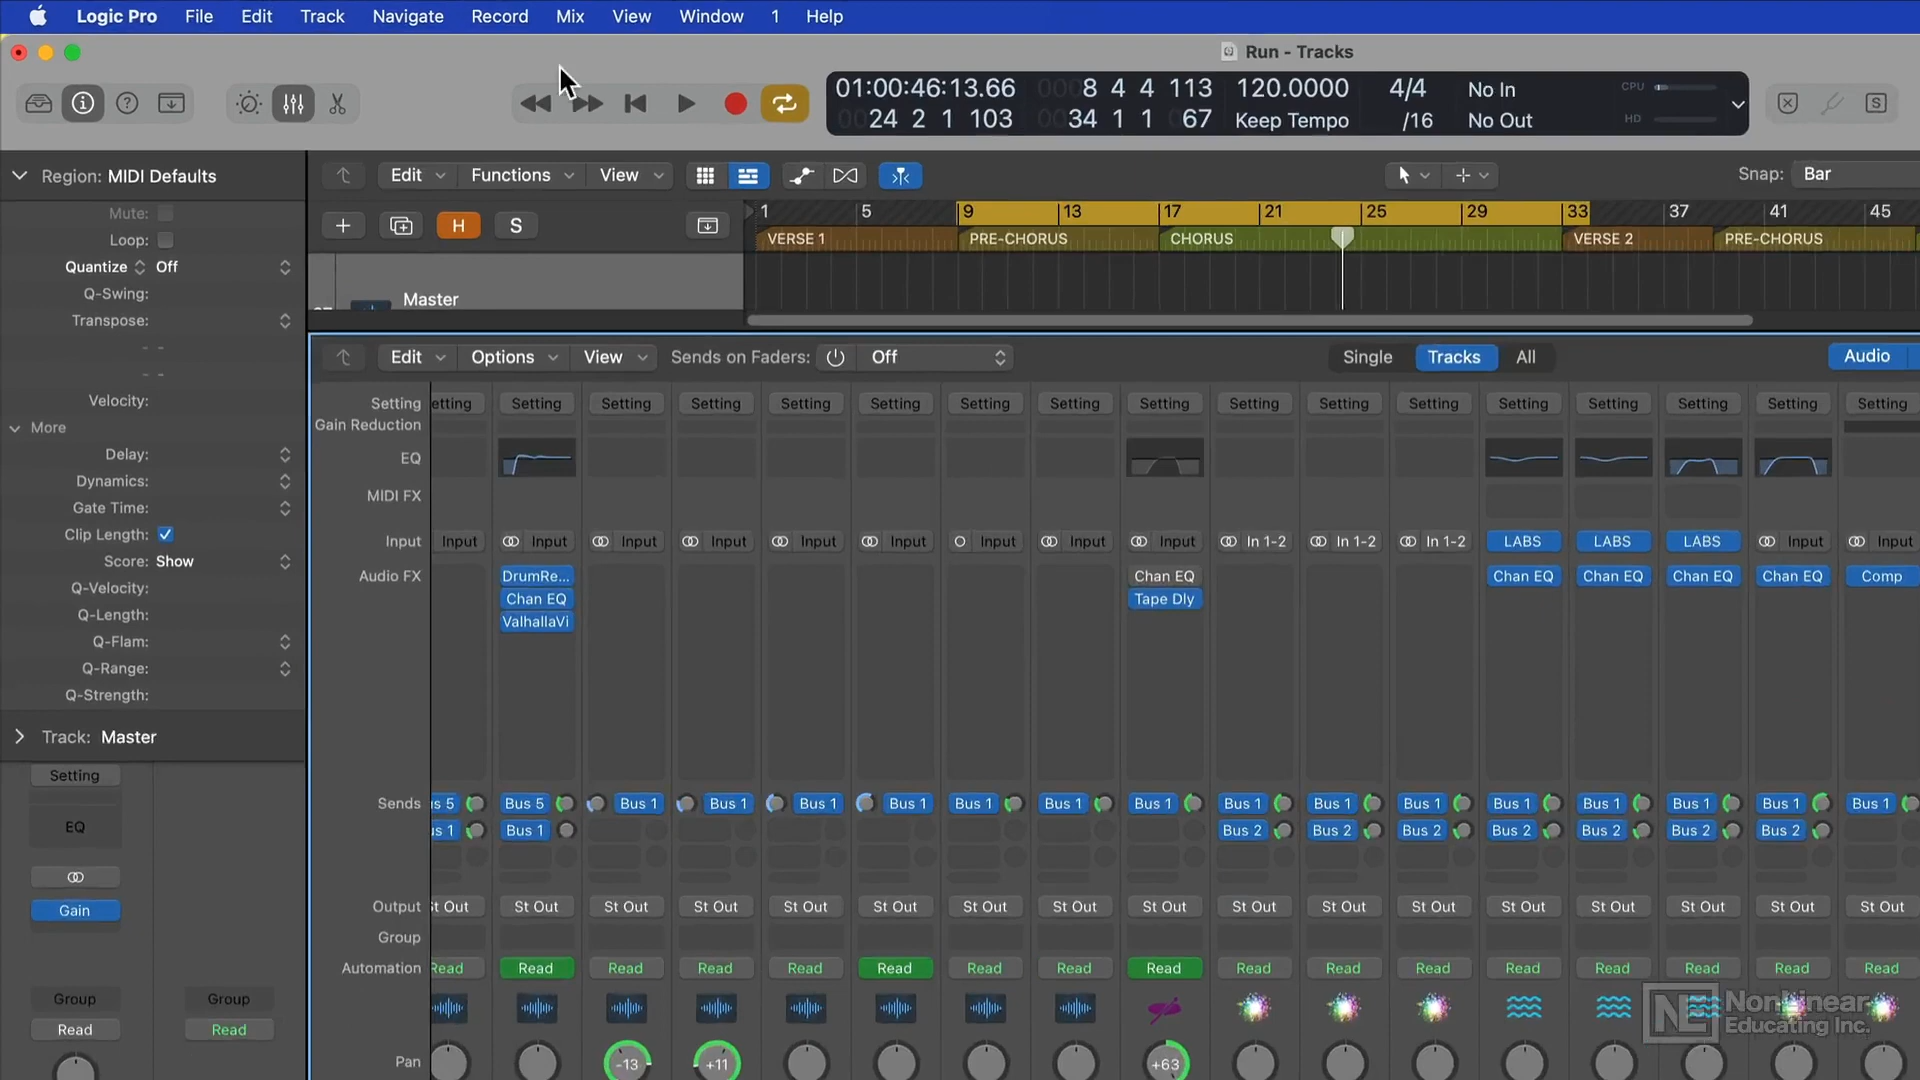 Logic Pro File Edit Track Navigate Record Mix View Window 1 Help
Run - Tracks
01:00:46:13.66 8 4 4 113 120.0000 4/4 No In CPU
24 2 1 103 34 1 1 67 Keep Tempo /16 No Out HD
S
Region: MIDI Defaults
Edit Functions View Snap: Bar
Mute:
Loop:
Quantize Off
Q-Swing:
Transpose:
- -
- -
Velocity:
More
Delay:
Dynamics:
Gate Time:
Clip Length:
Score: Show
Q-Velocity:
Q-Length:
Q-Flam:
Q-Range:
Q-Strength:
Track: Master
Setting
EQ
Gain
Group Group
Read Read
H S
1 5 9 13 17 21 25 29 33 37 41 45
VERSE 1 PRE-CHORUS CHORUS VERSE 2 PRE-CHORUS
Master
Edit Options View Sends on Faders: Off Single Tracks All Audio
Setting etting Setting Setting Setting Setting Setting Setting Setting Setting Setting Setting Setting Setting Setting Setting Setting Setting
Gain Reduction
EQ
MIDI FX
Input Input Input Input Input Input Input Input Input Input In 1-2 In 1-2 In 1-2 LABS LABS LABS Input Input
Audio FX DrumRe... Chan EQ Chan EQ Chan EQ Chan EQ Chan EQ Comp
Chan EQ Tape Dly
ValhallaVi
Sends us 5 Bus 5 Bus 1 Bus 1 Bus 1 Bus 1 Bus 1 Bus 1 Bus 1 Bus 1 Bus 1 Bus 1 Bus 1 Bus 1 Bus 1 Bus 1 Bus 1
us 1 Bus 1 Bus 2 Bus 2 Bus 2 Bus 2 Bus 2 Bus 2 Bus 2
Output St Out St Out St Out St Out St Out St Out St Out St Out St Out St Out St Out St Out St Out St Out St Out St Out St Out
Group
Automation Read Read Read Read Read Read Read Read Read Read Read Read Read Read Read Read Read
Pan -13 +11 +63
NE NonLinear
Educating Inc.